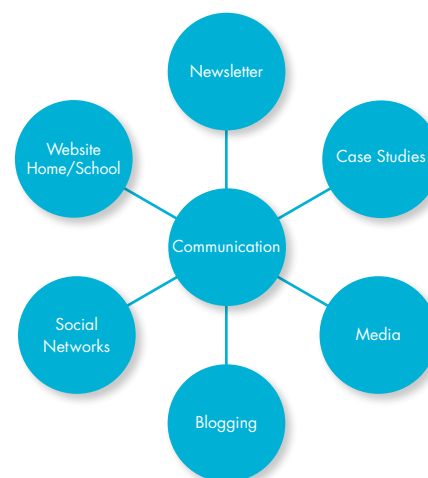 Newsletter
Website
Home/School
Case Studies
Communication
Social
Networks
Media
Blogging